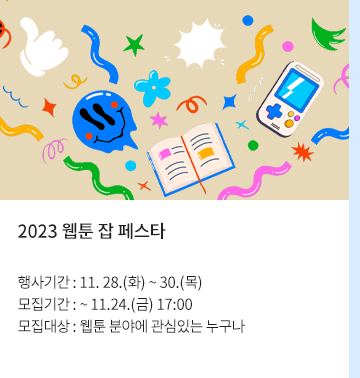 2023 웹툰 잡 페스타
행사기간 : 11. 28.(화) ~ 30.(목)
모집기간 : ~ 11.24.(금) 17:00
모집대상 : 웹툰 분야에 관심있는 누구나